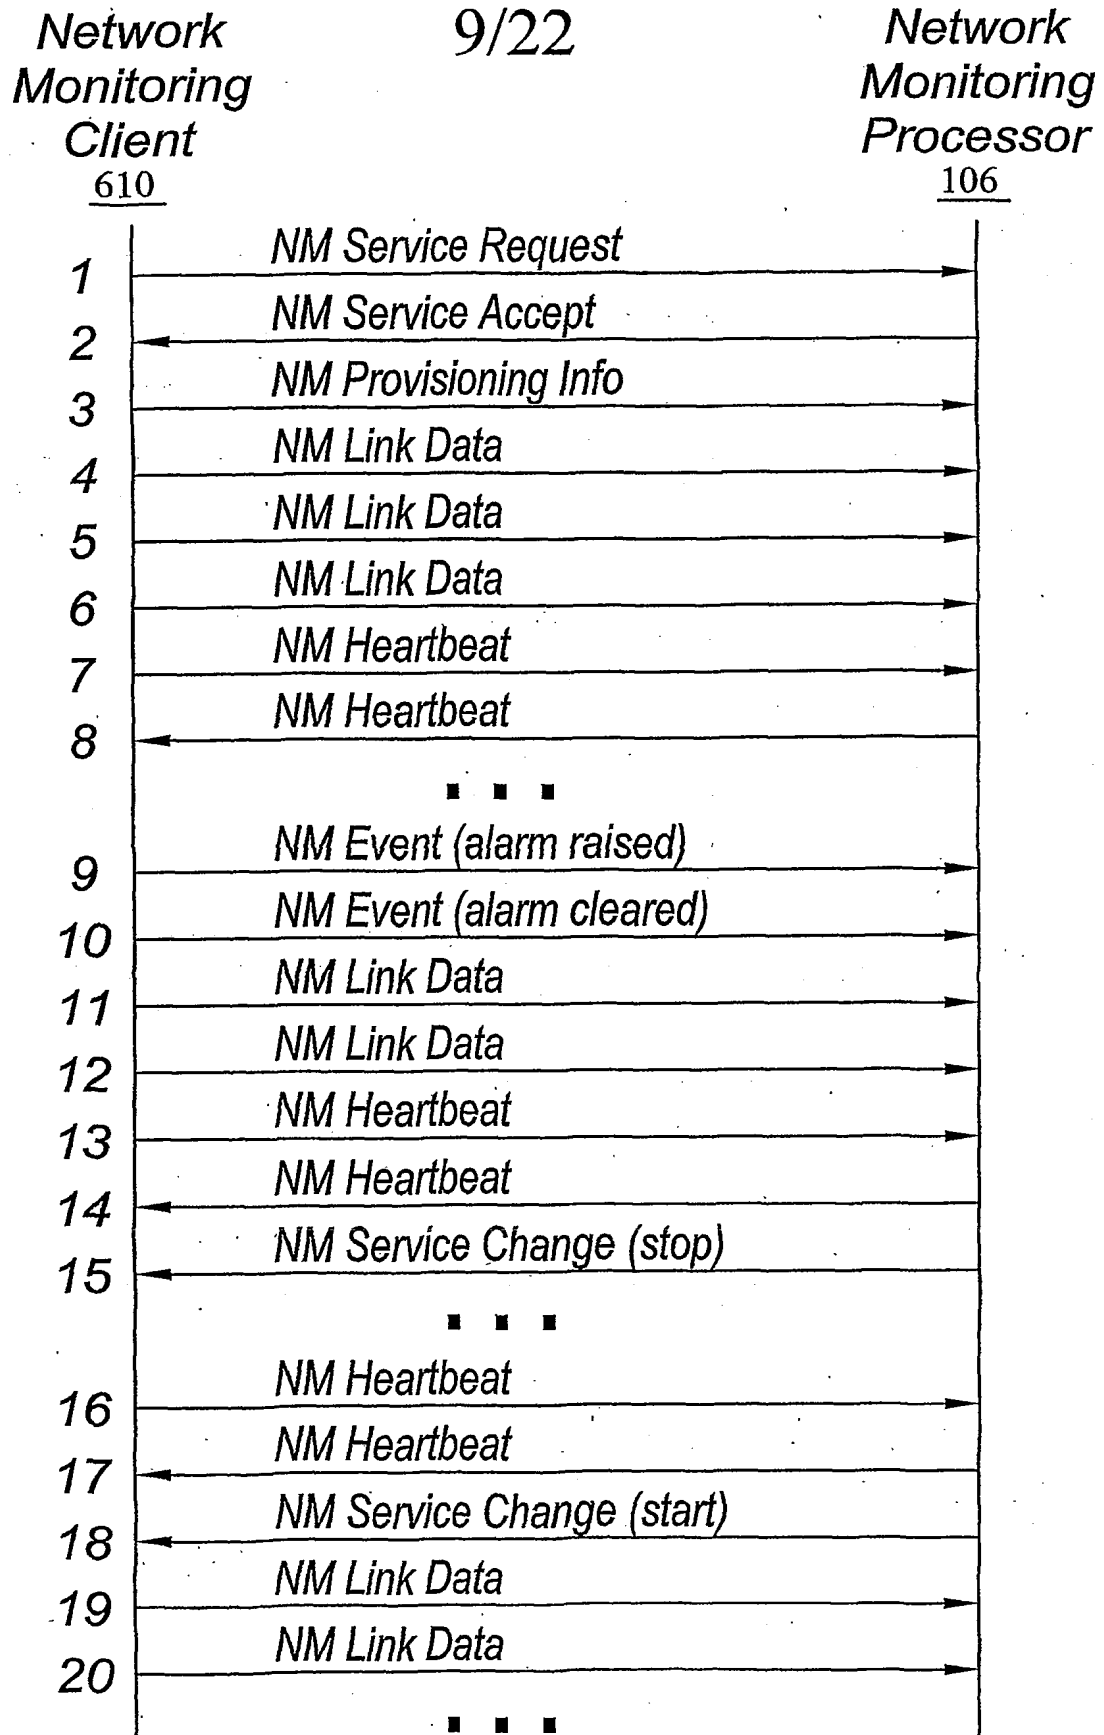 9/22
Network
Monitoring
Client
610
Network
Monitoring
Processor
106
1 NM Service Request
2 NM Service Accept
3 NM Provisioning Info
4 NM Link Data
5 NM Link Data
6 NM Link Data
7 NM Heartbeat
8 NM Heartbeat
9 NM Event (alarm raised)
10 NM Event (alarm cleared)
11 NM Link Data
12 NM Link Data
13 NM Heartbeat
14 NM Heartbeat
15 NM Service Change (stop)
16 NM Heartbeat
17 NM Heartbeat
18 NM Service Change (start)
19 NM Link Data
20 NM Link Data